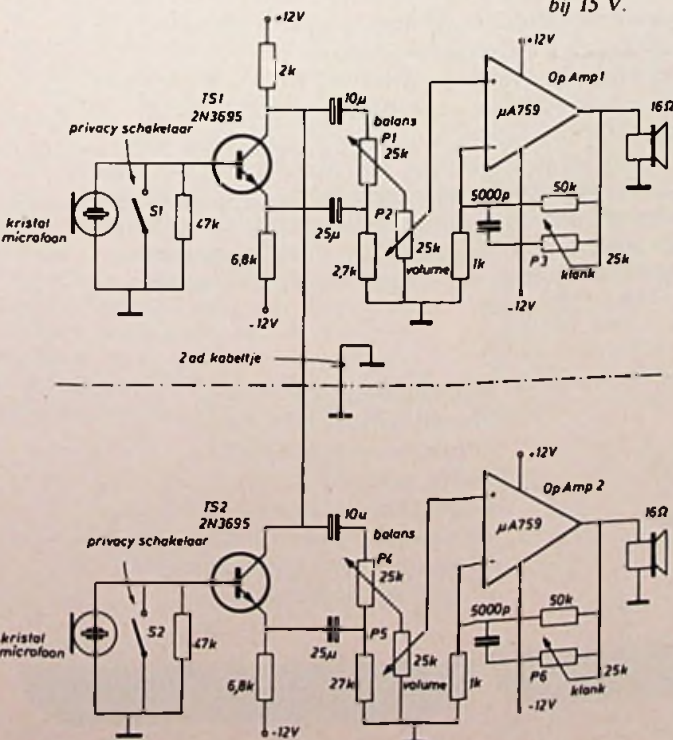 bij 15 V.
+12V
2k
TS1
2N3695
privacy schakelaar
kristal
microfoon
S1
47k
6,8k
-12V
10µ
balans
P1
25k
25µ
P2
25k
2,7k
volume
1k
+12V
Op Amp1
µA759
+
-
16Ω
5000p
50k
P3
25k
klank
-12V
2 ad kabeltje
TS2
2N3695
privacy schakelaar
kristal
microfoon
S2
47k
6,8k
-12V
10u
balans
P4
25k
25µ
P5
25k
27k
volume
1k
+12V
Op Amp 2
µA759
+
-
16Ω
5000p
50k
P6
25k
klank
-12V